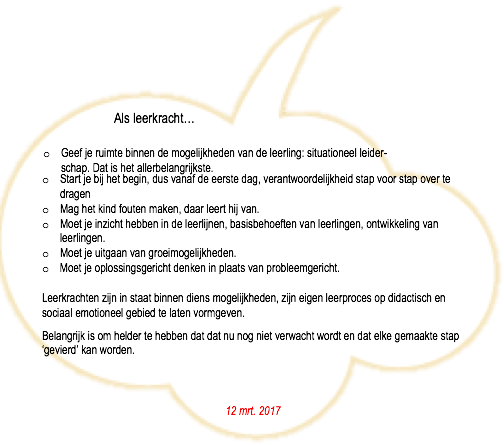 Als leerkracht…
o Geef je ruimte binnen de mogelijkheden van de leerling: situationeel leider-
schap. Dat is het allerbelangrijkste.
o Start je bij het begin, dus vanaf de eerste dag, verantwoordelijkheid stap voor stap over te
dragen
o Mag het kind fouten maken, daar leert hij van.
o Moet je inzicht hebben in de leerlijnen, basisbehoeften van leerlingen, ontwikkeling van
leerlingen.
o Moet je uitgaan van groeimogelijkheden.
o Moet je oplossingsgericht denken in plaats van probleemgericht.
Leerkrachten zijn in staat binnen diens mogelijkheden, zijn eigen leerproces op didactisch en
sociaal emotioneel gebied te laten vormgeven.
Belangrijk is om helder te hebben dat dat nu nog niet verwacht wordt en dat elke gemaakte stap
'gevierd' kan worden.
12 mrt. 2017